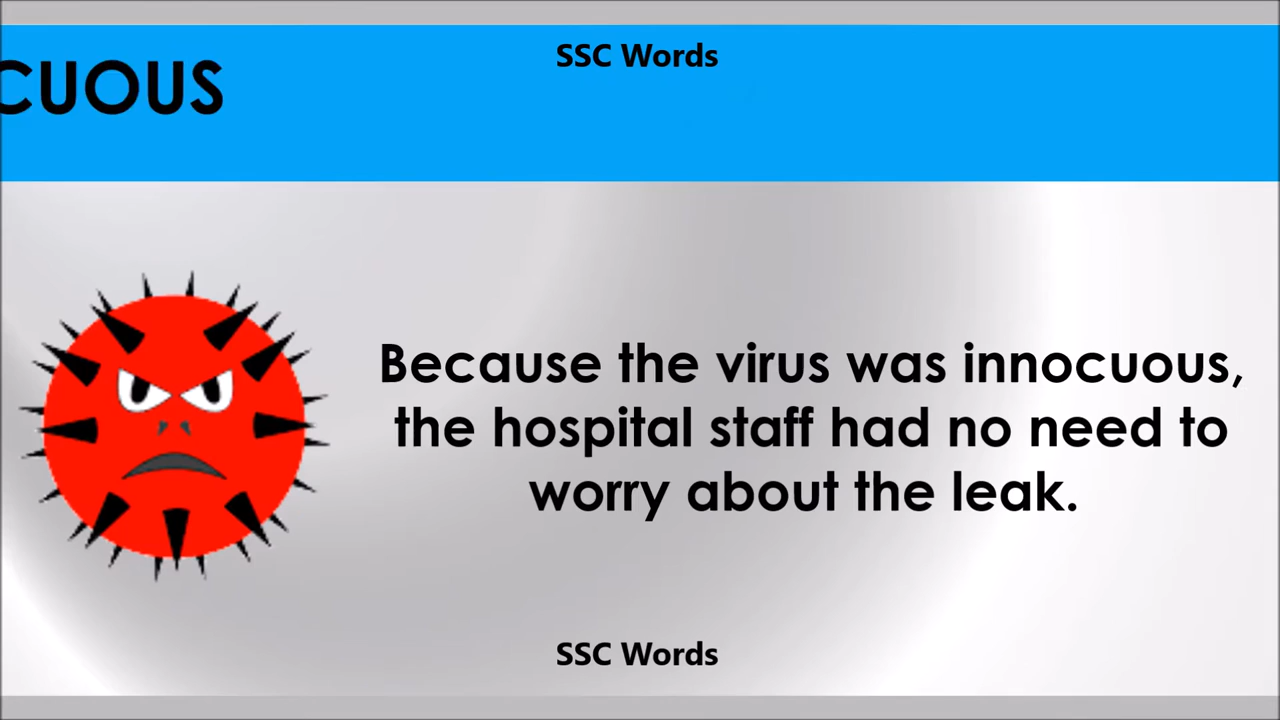 SSC Words
CUOUS
Because the virus was innocuous,
the hospital staff had no need to
worry about the leak.
SSC Words